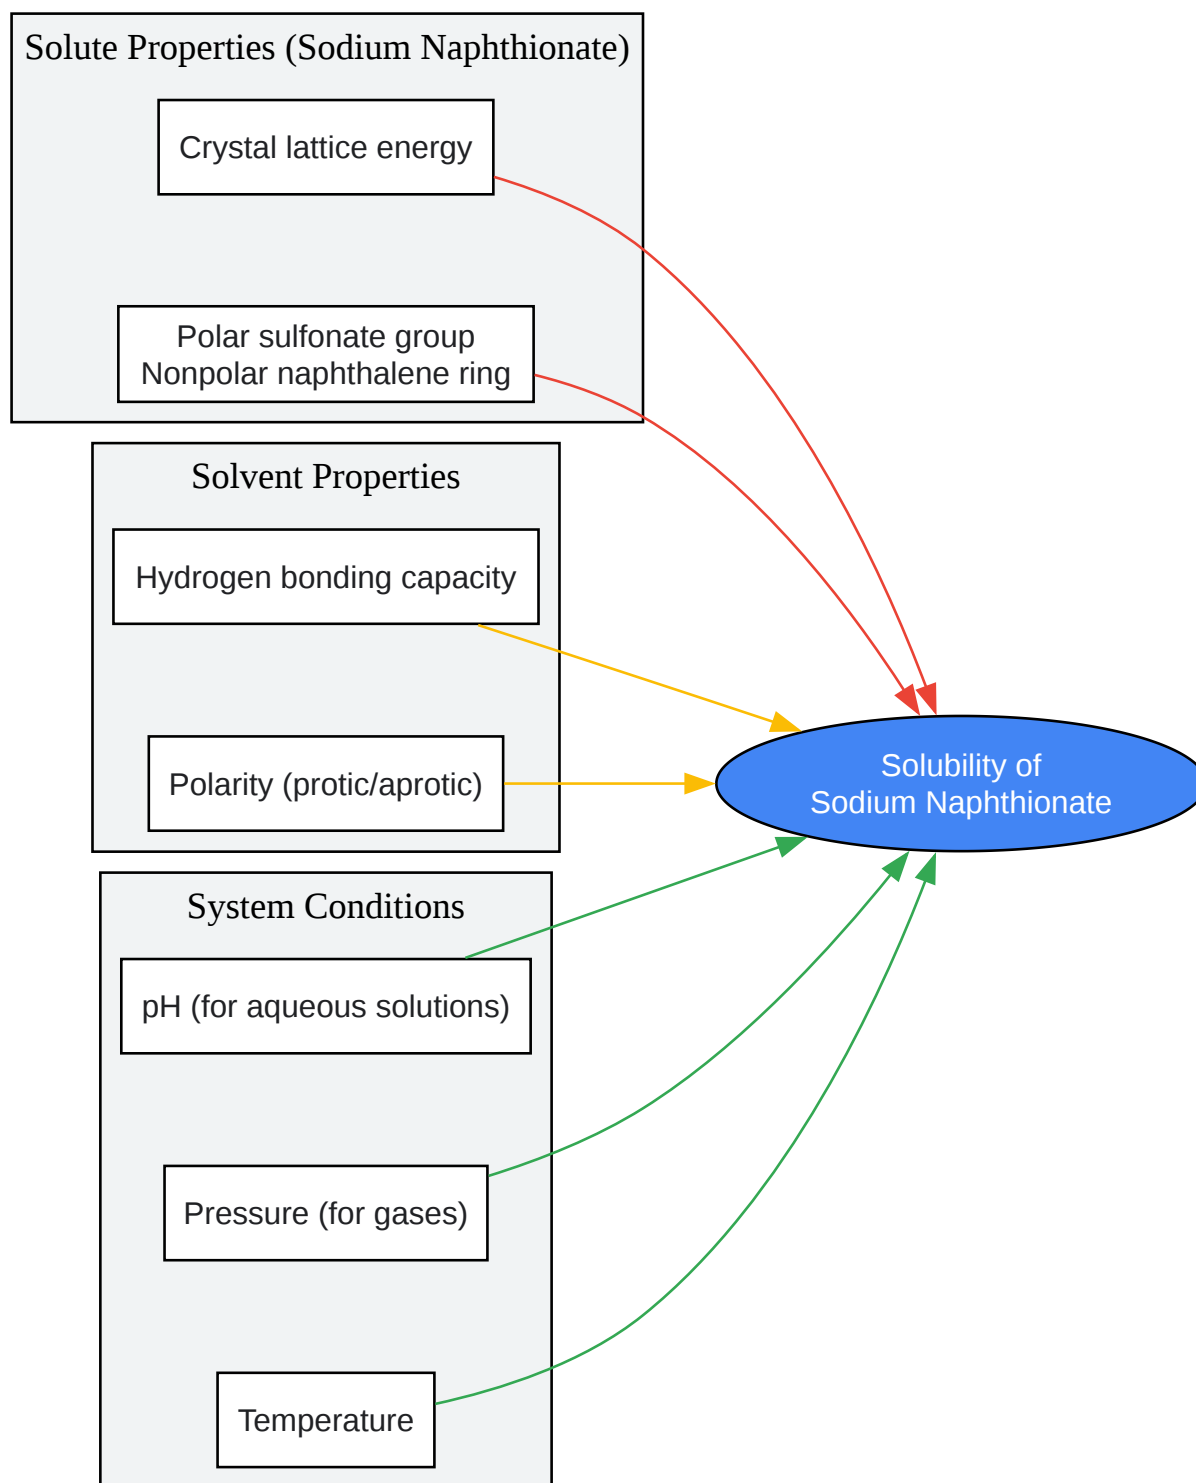 Solute Properties (Sodium Naphthionate)
Crystal lattice energy
Polar sulfonate group
Nonpolar naphthalene ring
Solvent Properties
Hydrogen bonding capacity
Polarity (protic/aprotic)
Solubility of
Sodium Naphthionate
System Conditions
pH (for aqueous solutions)
Pressure (for gases)
Temperature